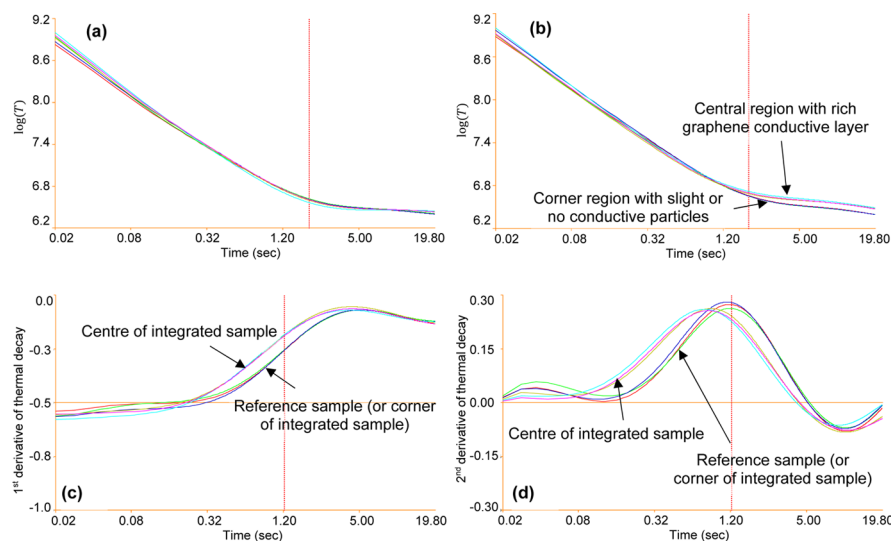 (a)
9.2
8.6
8.0
7.4
6.8
6.2
log(T)
0.02 0.08 0.32 1.20 5.00 19.80
Time (sec)
(b)
9.2
8.6
8.0
7.4
6.8
6.2
log(T)
Central region with rich
graphene conductive layer
Corner region with slight or
no conductive particles
0.02 0.08 0.32 1.20 5.00 19.80
Time (sec)
0.0
-0.3
-0.5
-0.8
-1.0
1st derivative of thermal decay
Centre of integrated sample
Reference sample (or corner
of integrated sample)
(c)
0.02 0.08 0.32 1.20 5.00 19.80
Time (sec)
0.30
0.15
0.00
-0.15
-0.30
2nd derivative of thermal decay
Centre of integrated sample
Reference sample (or
corner of integrated sample)
(d)
0.02 0.08 0.32 1.20 5.00 19.80
Time (sec)